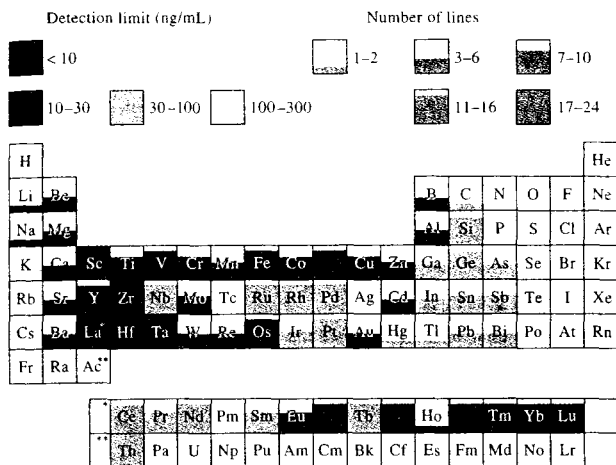 Detection limit (ng/mL) Number of lines
< 10 1–2 3–6 7–10
10–30 30–100 100–300 11–16 17–24
H He
Li Be B C N O F Ne
Na Mg Al Si P S Cl Ar
K Ca Sc Ti V Cr Mn Fe Co Cu Zn Ga Ge As Se Br Kr
Rb Sr Y Zr Nb Mo Tc Ru Rh Pd Ag Cd In Sn Sb Te I Xe
Cs Ba La* Hf Ta W Re Os Ir Pt Au Hg Tl Pb Bi Po At Rn
Fr Ra Ac**
* Ce Pr Nd Pm Sm Eu Tb Ho Tm Yb Lu
** Th Pa U Np Pu Am Cm Bk Cf Es Fm Md No Lr